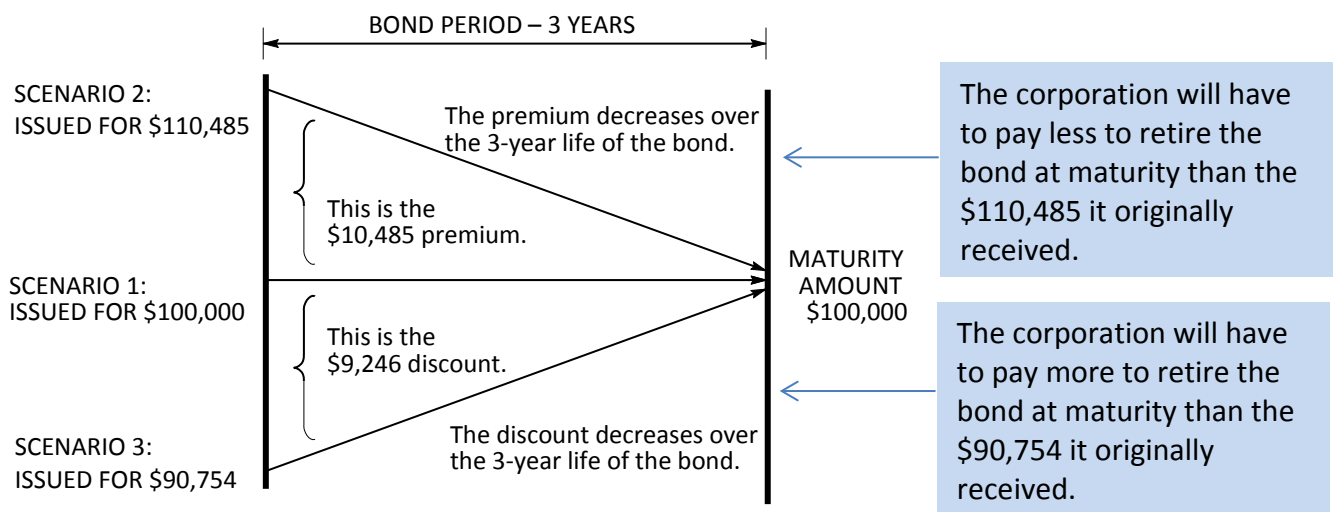 BOND PERIOD – 3 YEARS
SCENARIO 2:
ISSUED FOR $110,485
The premium decreases over
the 3-year life of the bond.
This is the
$10,485 premium.
SCENARIO 1:
ISSUED FOR $100,000
MATURITY
AMOUNT
$100,000
This is the
$9,246 discount.
SCENARIO 3:
ISSUED FOR $90,754
The discount decreases over
the 3-year life of the bond.
The corporation will have
to pay less to retire the
bond at maturity than the
$110,485 it originally
received.
The corporation will have
to pay more to retire the
bond at maturity than the
$90,754 it originally
received.